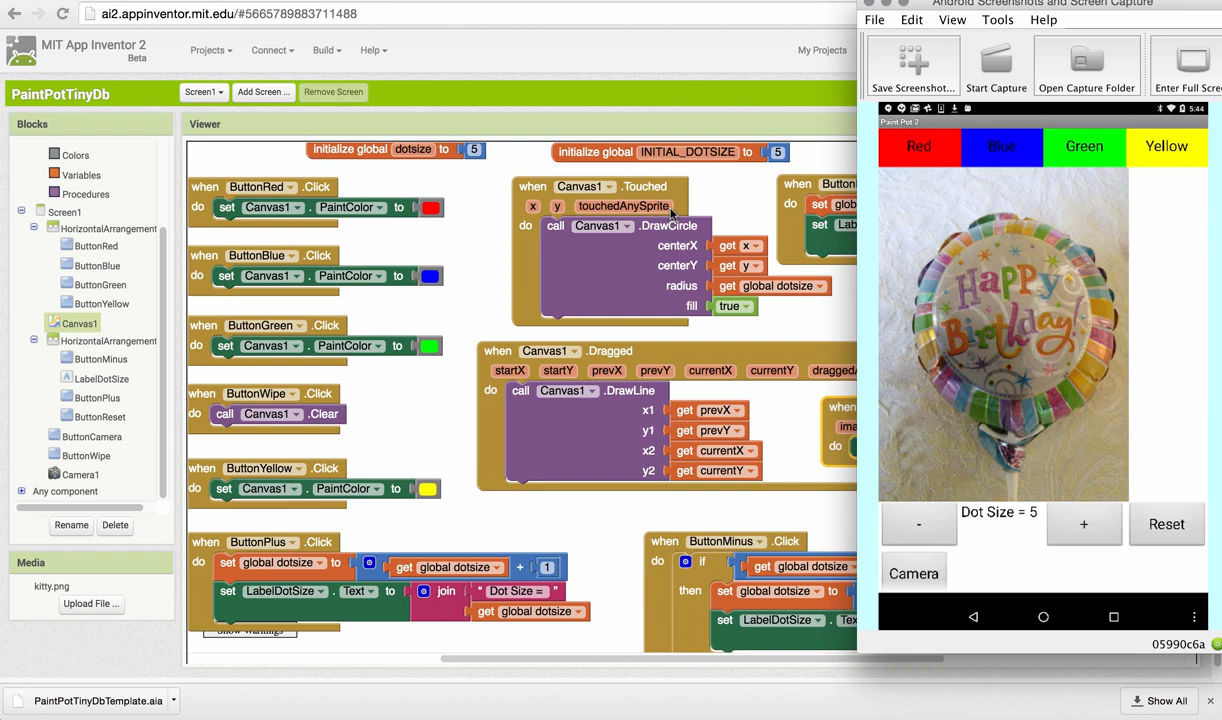 ai2.appinventor.mit.edu/#5665789883711488
MIT App Inventor 2
Beta
Projects
Connect
Build
Help
My Projects
PaintPotTinyDb
Screen1
Add Screen ...
Remove Screen
Blocks
Colors
Variables
Procedures
Screen1
HorizontalArrangement
ButtonRed
ButtonBlue
ButtonGreen
ButtonYellow
Canvas1
HorizontalArrangement
ButtonMinus
LabelDotSize
ButtonPlus
ButtonReset
ButtonCamera
ButtonWipe
Camera1
Any component
Rename
Delete
Media
kitty.png
Upload File ...
Viewer
initialize global dotsize to 5
initialize global INITIAL_DOTSIZE to 5
when ButtonRed .Click
do set Canvas1 . PaintColor to
when ButtonBlue .Click
do set Canvas1 . PaintColor to
when ButtonGreen .Click
do set Canvas1 . PaintColor to
when ButtonWipe .Click
do call Canvas1 .Clear
when ButtonYellow .Click
do set Canvas1 . PaintColor to
when ButtonPlus .Click
do set global dotsize to get global dotsize + 1
set LabelDotSize . Text to join " Dot Size = "
get global dotsize
Show Warnings
when Canvas1 .Touched
x y touchedAnySprite
do call Canvas1 .DrawCircle
centerX get x
centerY get y
radius get global dotsize
fill true
when Canvas1 .Dragged
startX startY prevX prevY currentX currentY
do call Canvas1 .DrawLine
x1 get prevX
y1 get prevY
x2 get currentX
y2 get currentY
when
do
when
do set
set
when ButtonMinus .Click
do if get global dotsize
then set global dotsize to
set LabelDotSize .
Android Screenshots and Screen Capture
File Edit View Tools Help
Save Screenshot...
Start Capture
Open Capture Folder
5:44
Paint Pot 2
Red
Blue
Green
Yellow
Happy
Birthday!
-
Dot Size = 5
+
Reset
Camera
05990c6a
PaintPotTinyDbTemplate.aia
Show All